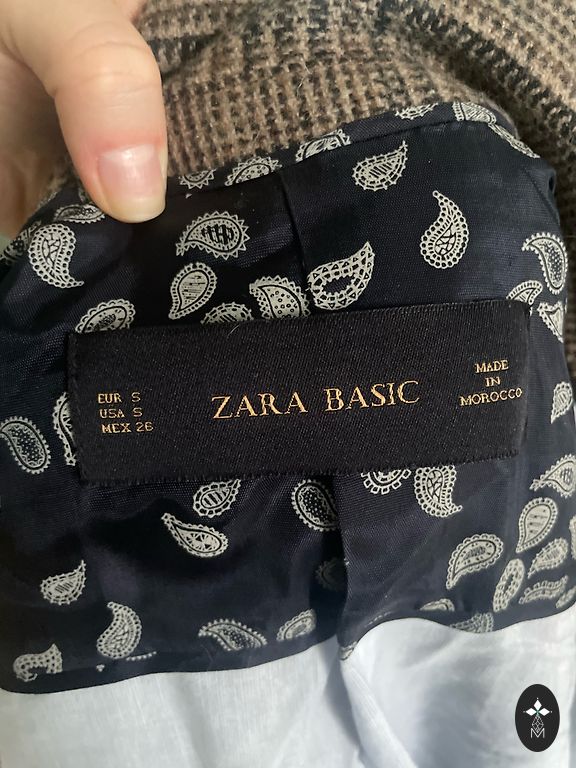 EUR S
USA S
MEX 26
ZARA BASIC
MADE
IN
MOROCCO